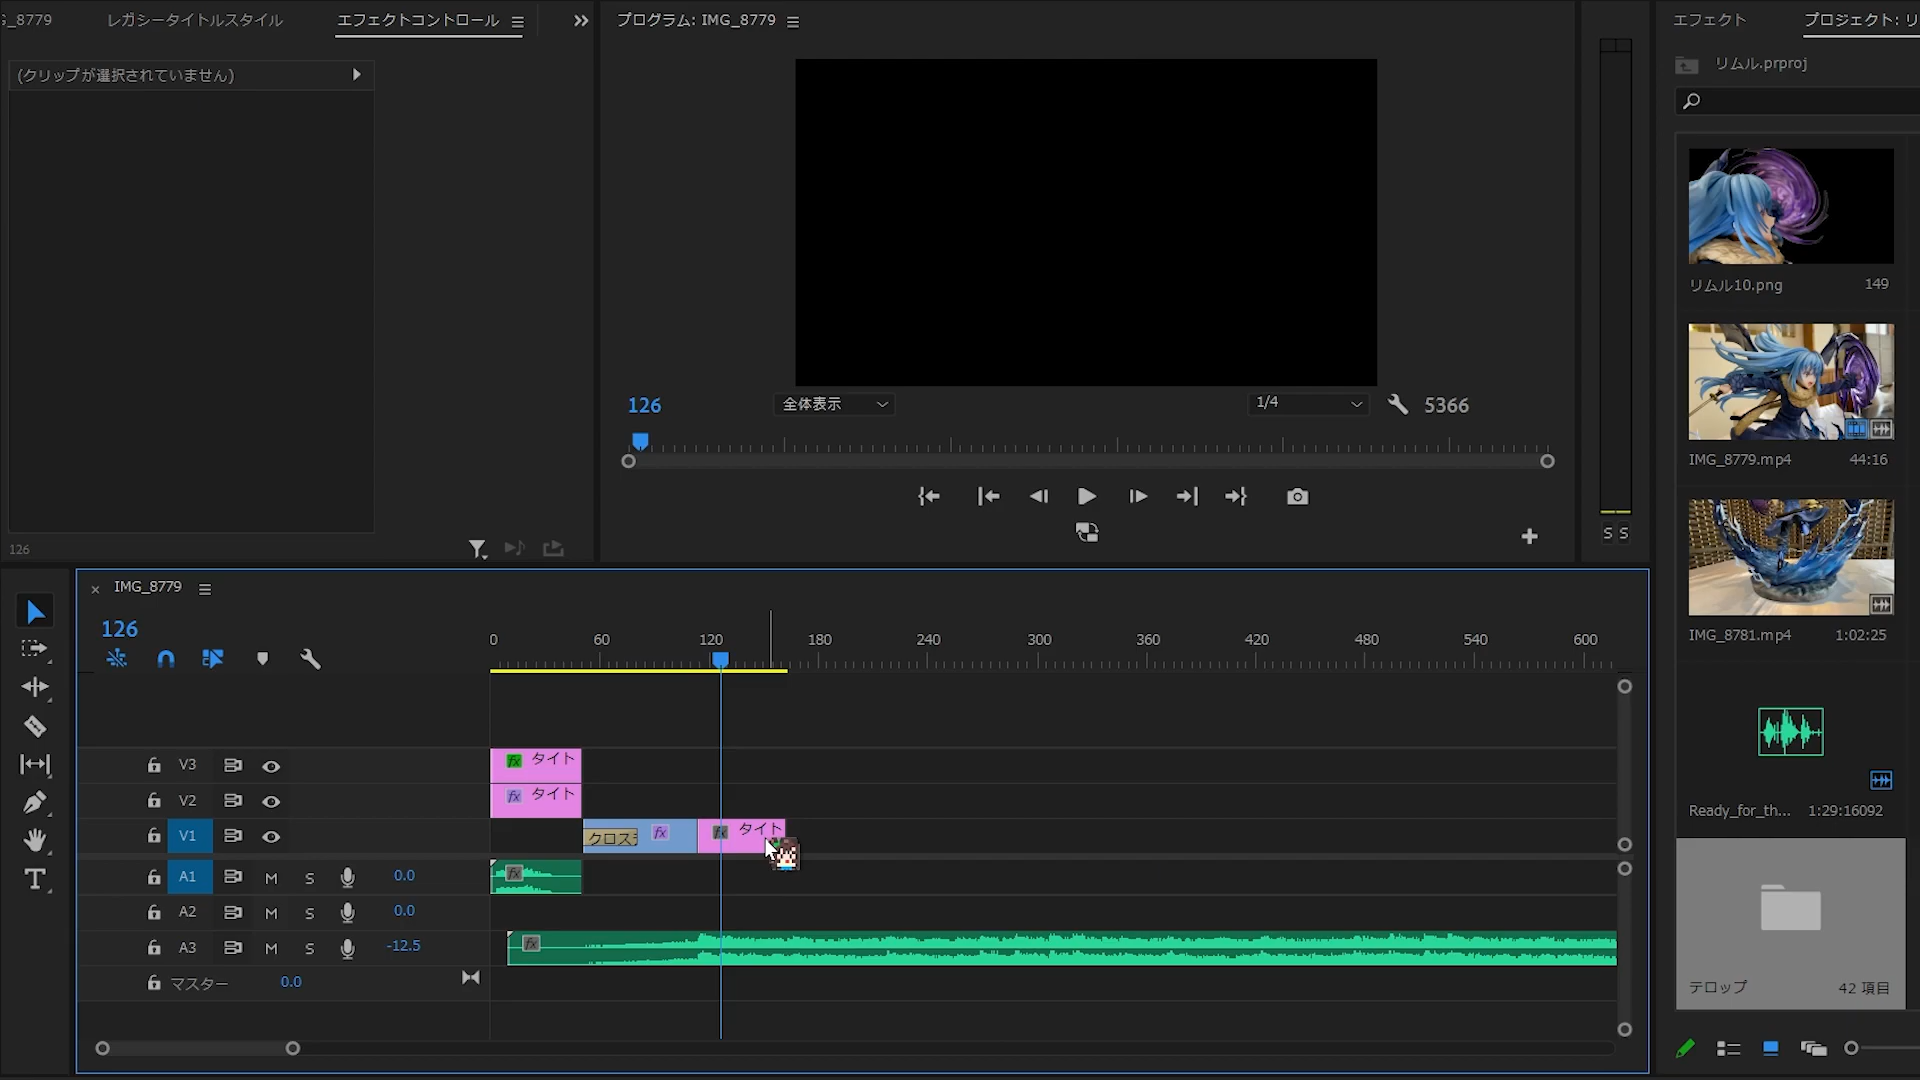 _8779 レガシータイトルスタイル エフェクトコントロール
プログラム: IMG_8779
エフェクト プロジェクト: リ
(クリップが選択されていません)
リムル.prproj
リムル10.png 149
126 全体表示 1/4 5366
IMG_8779.mp4 44:16
126
S S
IMG_8779
126
0 60 120 180 240 300 360 420 480 540 600
IMG_8781.mp4 1:02:25
V3 fx タイト
V2 fx タイト
V1 クロス fx fx タイト
Ready_for_th... 1:29:16092
A1 M S 0.0 fx
A2 M S 0.0
A3 M S -12.5 fx
マスター 0.0
テロップ 42 項目